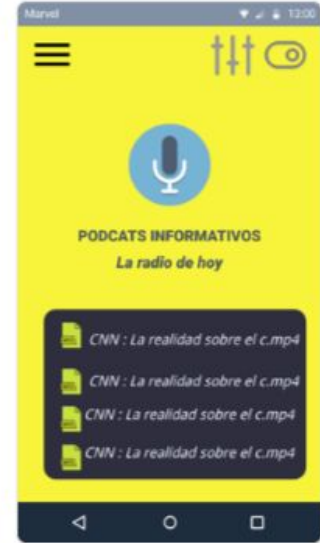 Marvel 13:00
PODCATS INFORMATIVOS
La radio de hoy
CNN : La realidad sobre el c.mp4
CNN : La realidad sobre el c.mp4
CNN : La realidad sobre el c.mp4
CNN : La realidad sobre el c.mp4